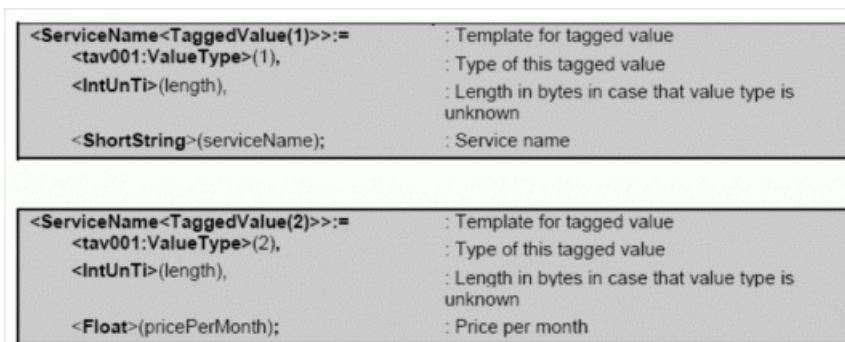 <ServiceName<TaggedValue(1)>>:= : Template for tagged value
<tav001:ValueType>(1), : Type of this tagged value
<IntUnTi>(length), : Length in bytes in case that value type is
unknown
<ShortString>(serviceName); : Service name
<ServiceName<TaggedValue(2)>>:= : Template for tagged value
<tav001:ValueType>(2), : Type of this tagged value
<IntUnTi>(length), : Length in bytes in case that value type is
unknown
<Float>(pricePerMonth); : Price per month